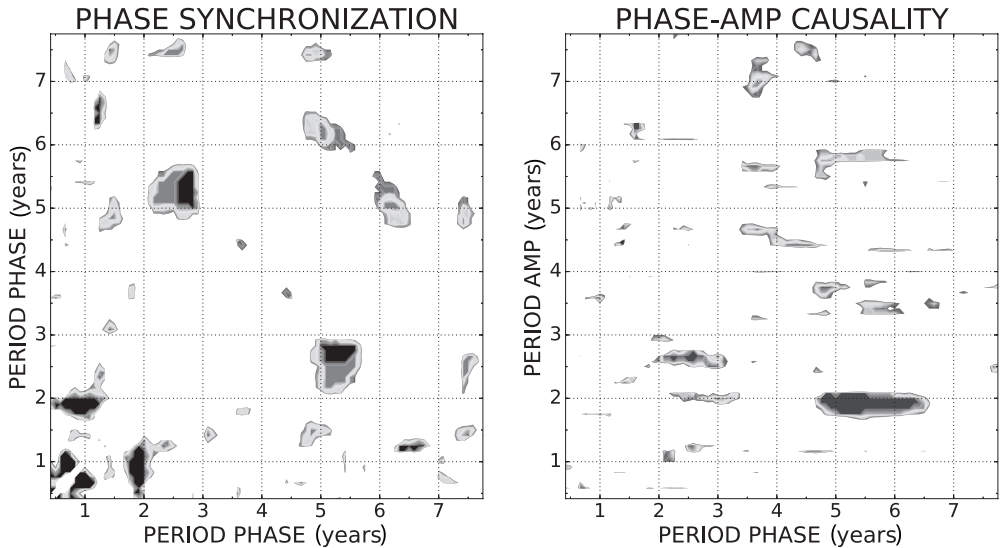 PHASE SYNCHRONIZATION
PERIOD PHASE (years)
7
6
5
4
3
2
1
1 2 3 4 5 6 7
PERIOD PHASE (years)
PHASE-AMP CAUSALITY
PERIOD AMP (years)
7
6
5
4
3
2
1
1 2 3 4 5 6 7
PERIOD PHASE (years)